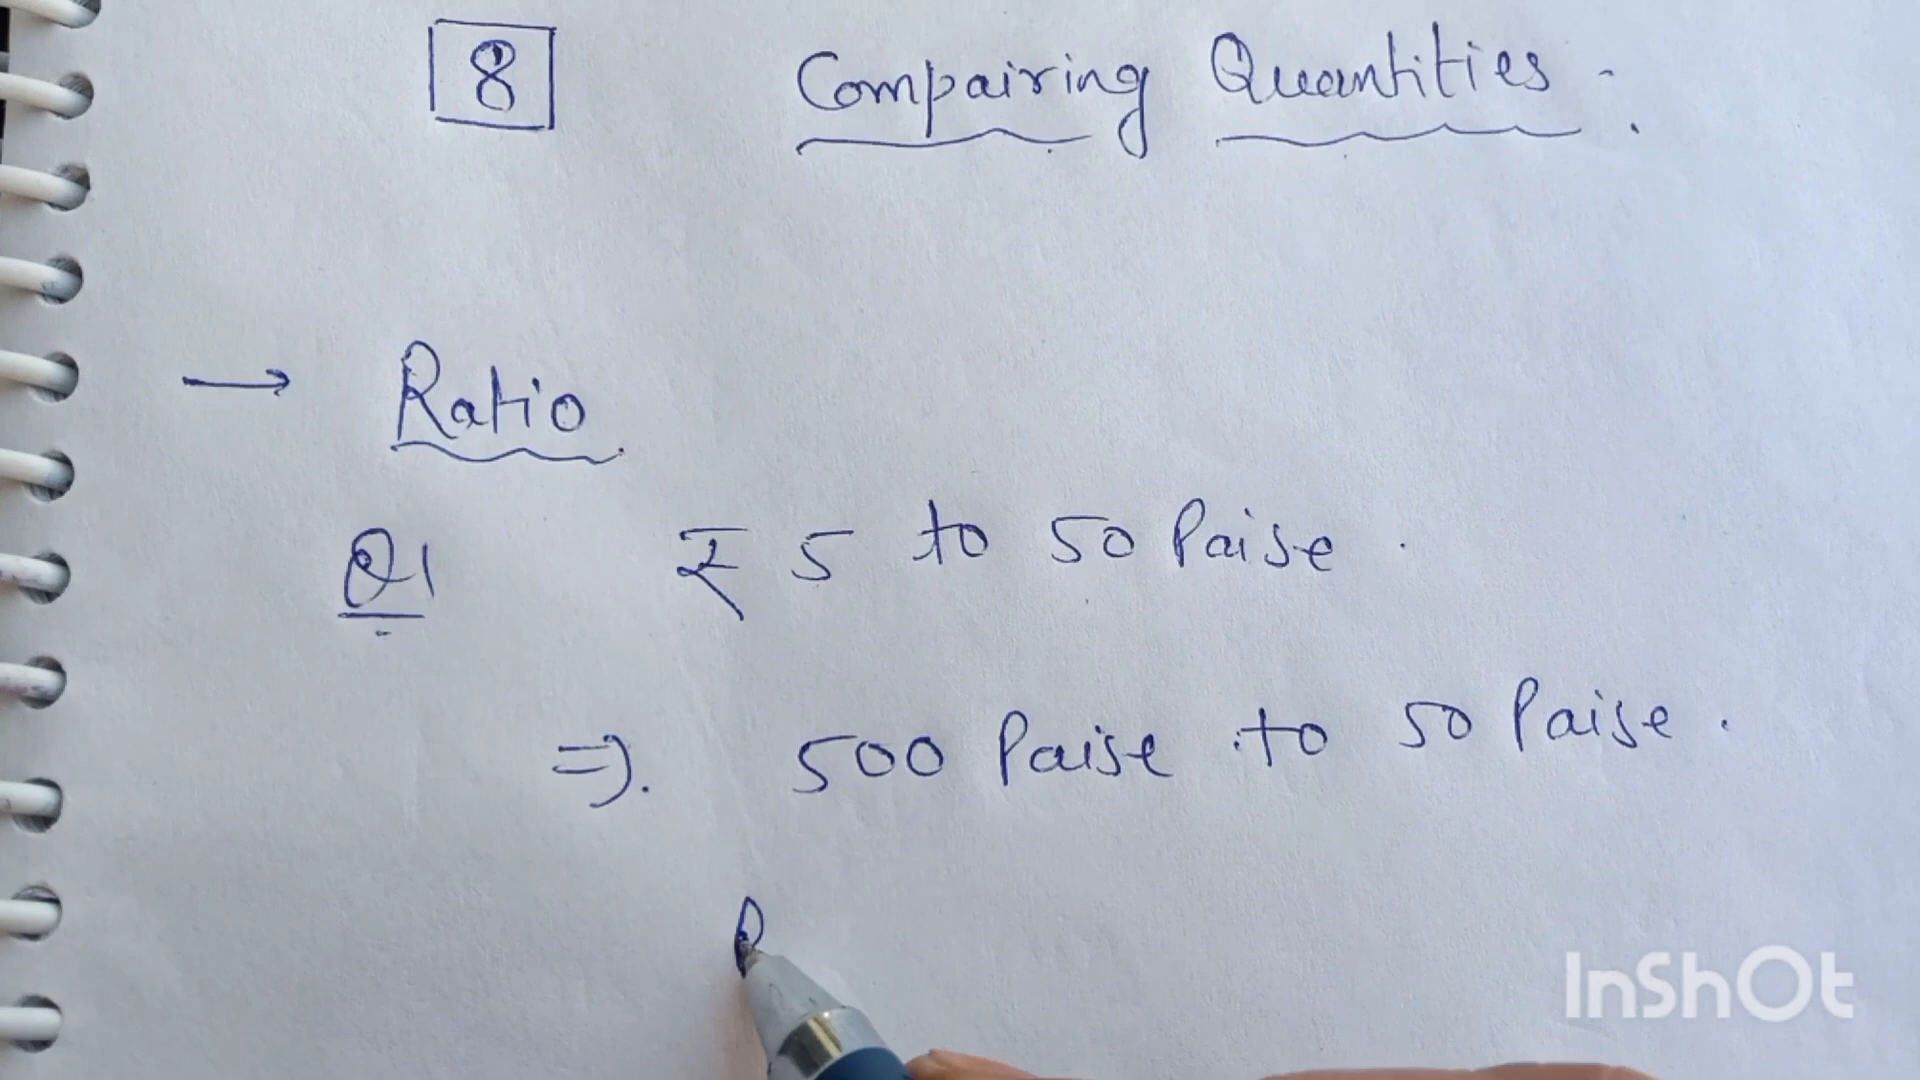 8 Compairing Quantities.
→ Ratio
Q1 ₹ 5 to 50 Paise.
⇒ 500 Paise to 50 Paise.
InShOt